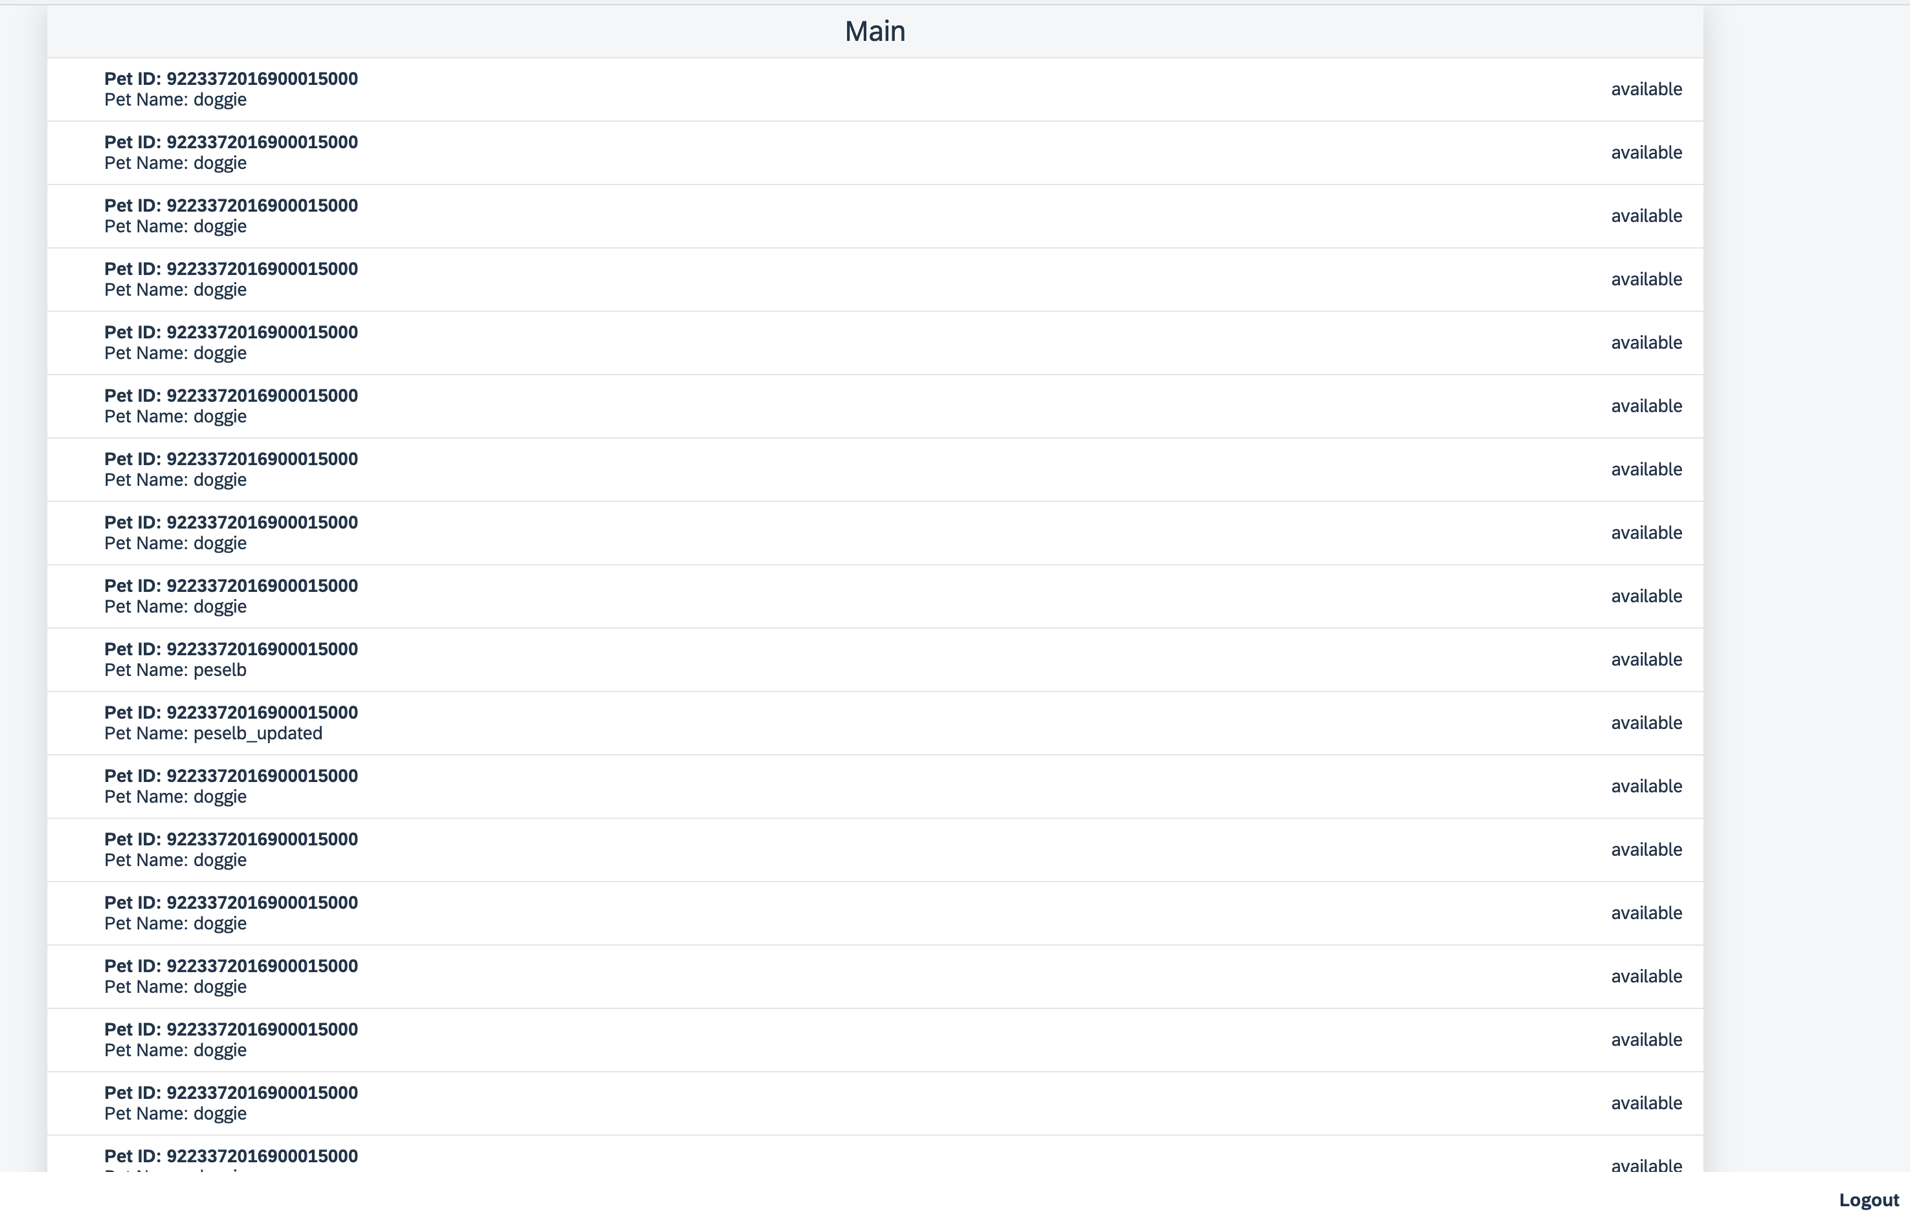 Main
Pet ID: 9223372016900015000
Pet Name: doggie
available
Pet ID: 9223372016900015000
Pet Name: doggie
available
Pet ID: 9223372016900015000
Pet Name: doggie
available
Pet ID: 9223372016900015000
Pet Name: doggie
available
Pet ID: 9223372016900015000
Pet Name: doggie
available
Pet ID: 9223372016900015000
Pet Name: doggie
available
Pet ID: 9223372016900015000
Pet Name: doggie
available
Pet ID: 9223372016900015000
Pet Name: doggie
available
Pet ID: 9223372016900015000
Pet Name: doggie
available
Pet ID: 9223372016900015000
Pet Name: peselb
available
Pet ID: 9223372016900015000
Pet Name: peselb_updated
available
Pet ID: 9223372016900015000
Pet Name: doggie
available
Pet ID: 9223372016900015000
Pet Name: doggie
available
Pet ID: 9223372016900015000
Pet Name: doggie
available
Pet ID: 9223372016900015000
Pet Name: doggie
available
Pet ID: 9223372016900015000
Pet Name: doggie
available
Pet ID: 9223372016900015000
Pet Name: doggie
available
Pet ID: 9223372016900015000
available
Logout